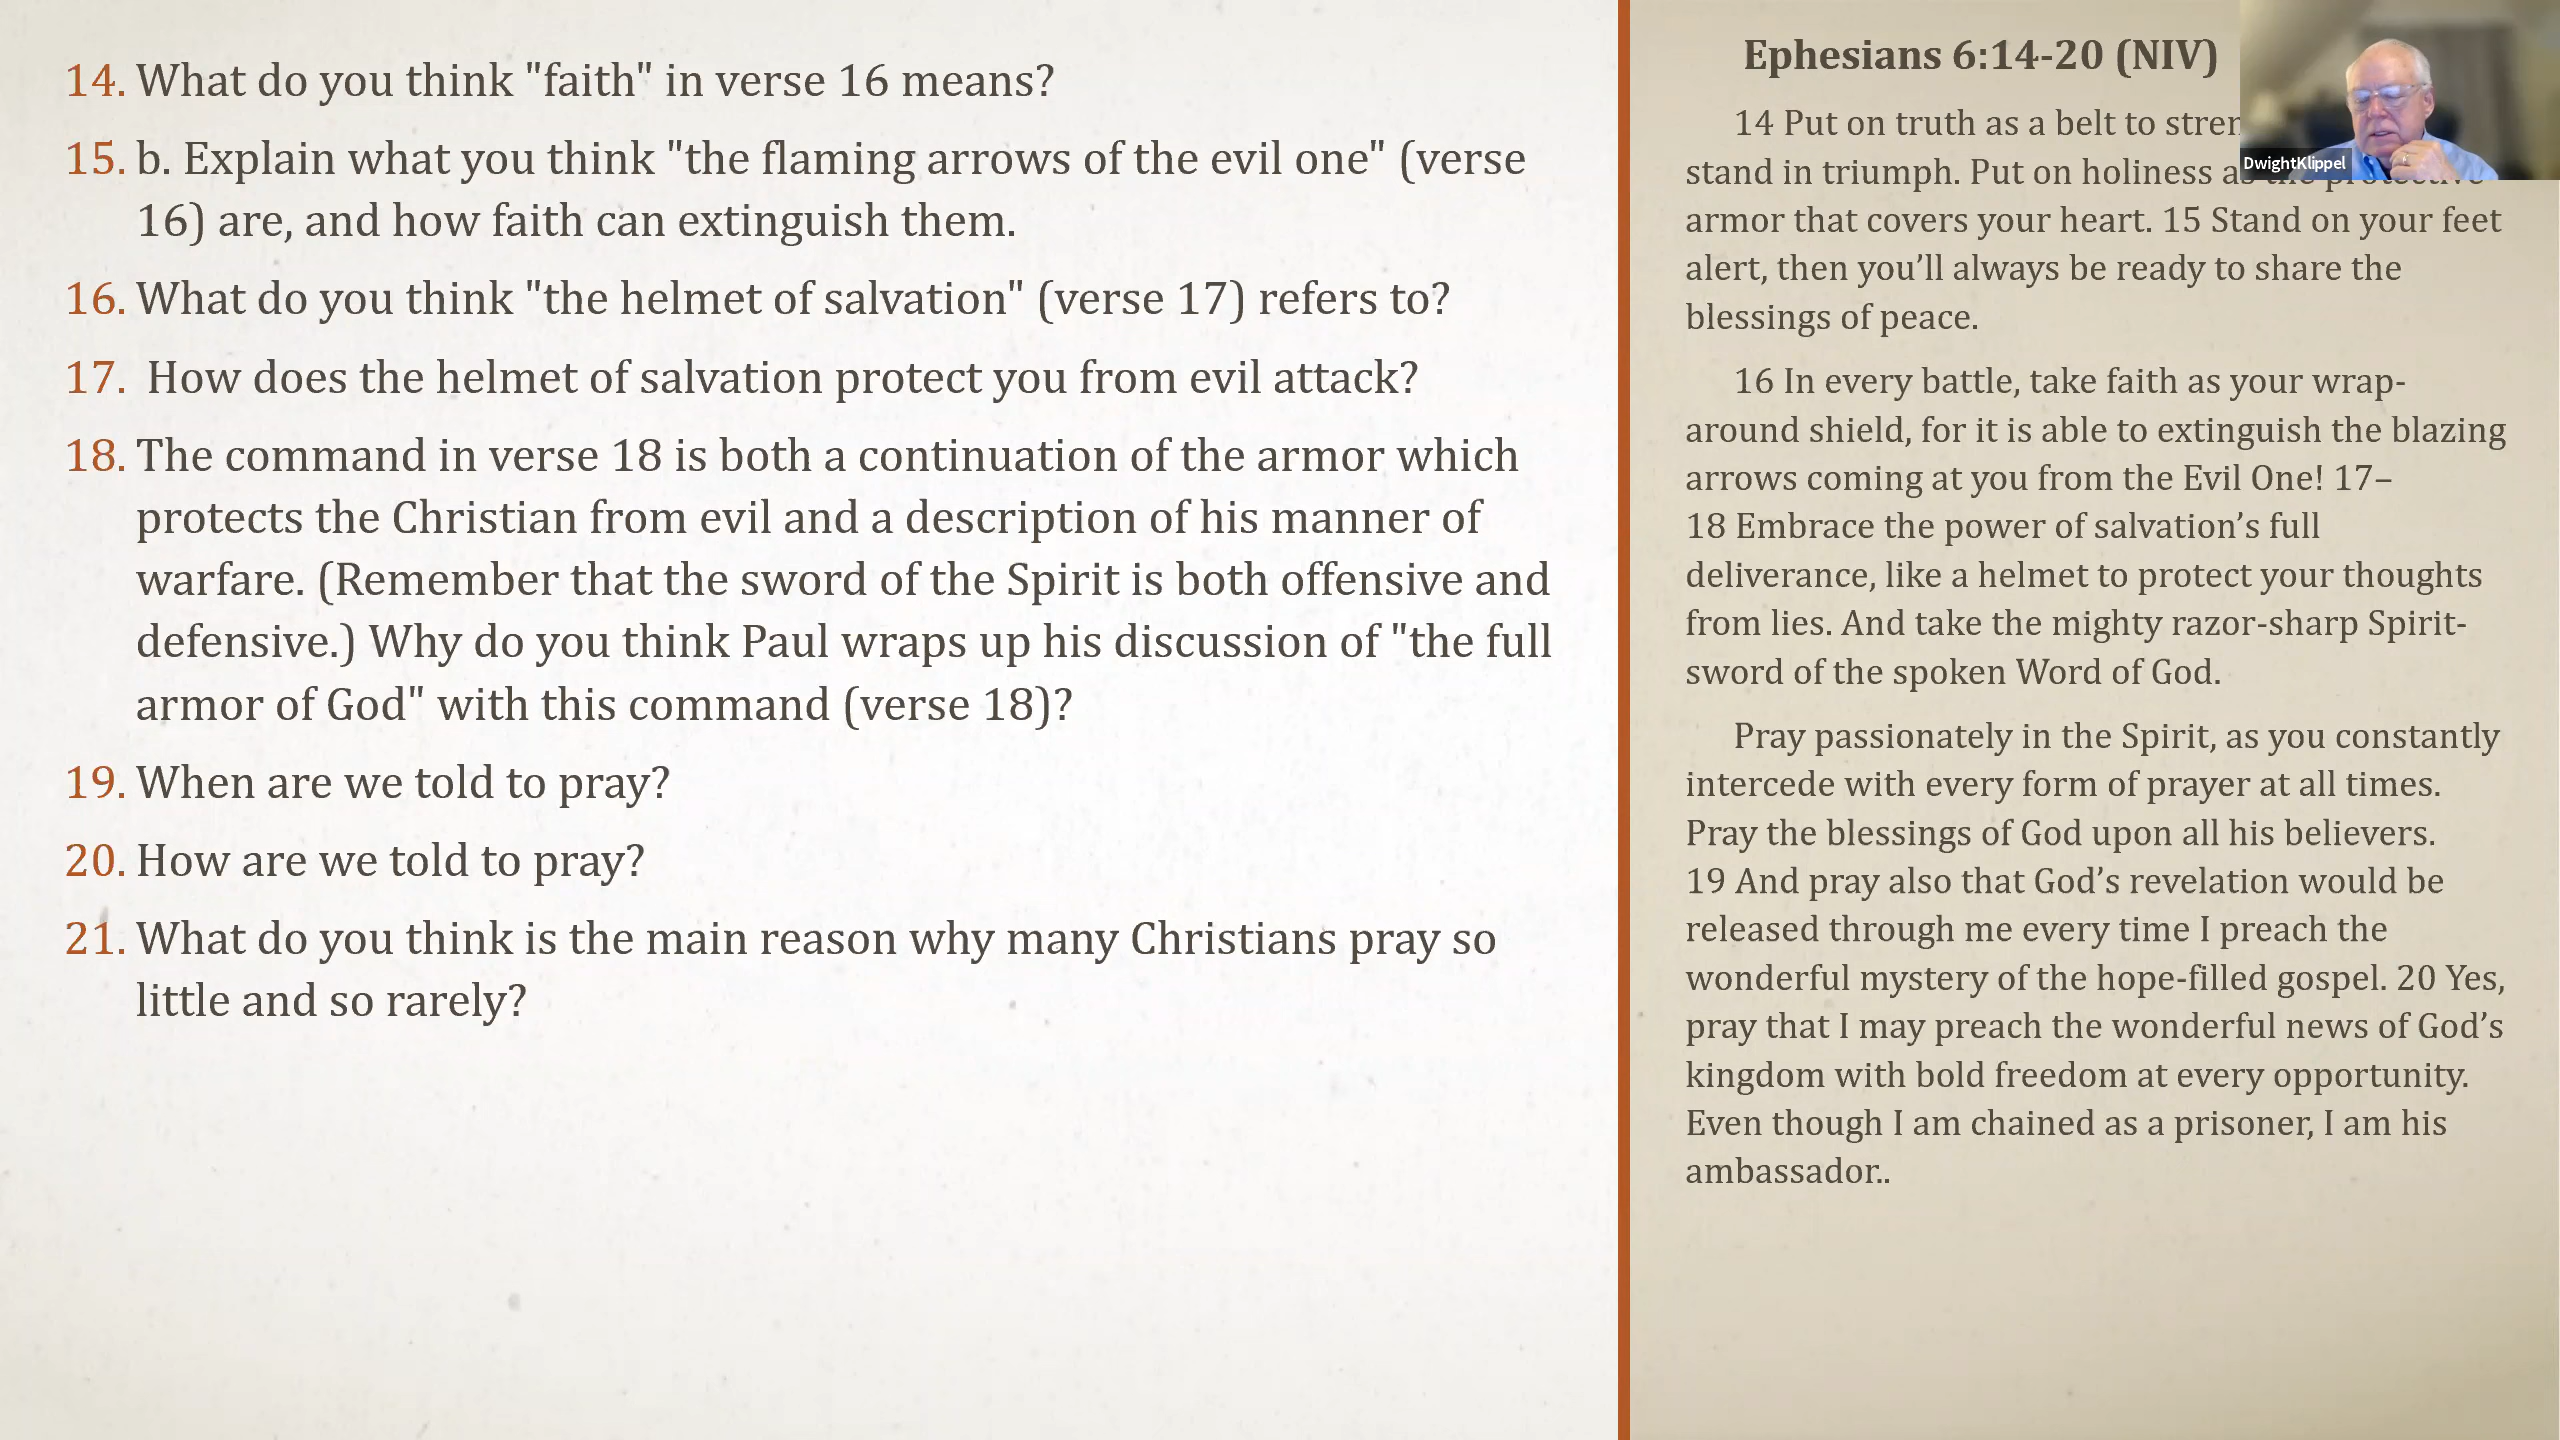 14. What do you think "faith" in verse 16 means?
15. b. Explain what you think "the flaming arrows of the evil one" (verse
16) are, and how faith can extinguish them.
16. What do you think "the helmet of salvation" (verse 17) refers to?
17. How does the helmet of salvation protect you from evil attack?
18. The command in verse 18 is both a continuation of the armor which
protects the Christian from evil and a description of his manner of
warfare. (Remember that the sword of the Spirit is both offensive and
defensive.) Why do you think Paul wraps up his discussion of "the full
armor of God" with this command (verse 18)?
19. When are we told to pray?
20. How are we told to pray?
21. What do you think is the main reason why many Christians pray so
little and so rarely?
Ephesians 6:14-20 (NIV)
14 Put on truth as a belt to
stand in triumph. Put on holiness as the protective
armor that covers your heart. 15 Stand on your feet
alert, then you’ll always be ready to share the
blessings of peace.
16 In every battle, take faith as your wrap-
around shield, for it is able to extinguish the blazing
arrows coming at you from the Evil One! 17–
18 Embrace the power of salvation’s full
deliverance, like a helmet to protect your thoughts
from lies. And take the mighty razor-sharp Spirit-
sword of the spoken Word of God.
Pray passionately in the Spirit, as you constantly
intercede with every form of prayer at all times.
Pray the blessings of God upon all his believers.
19 And pray also that God’s revelation would be
released through me every time I preach the
wonderful mystery of the hope-filled gospel. 20 Yes,
pray that I may preach the wonderful news of God’s
kingdom with bold freedom at every opportunity.
Even though I am chained as a prisoner, I am his
ambassador..
DwightKlippel